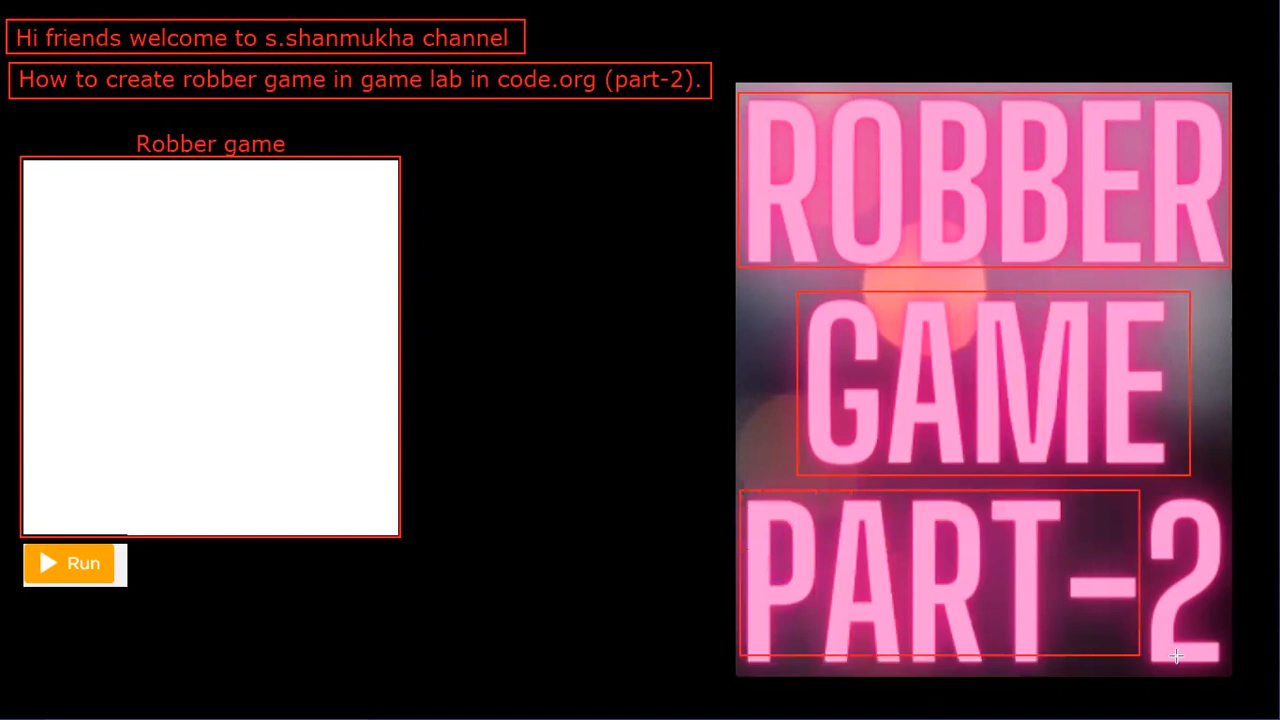 Hi friends welcome to s.shanmukha channel
How to create robber game in game lab in code.org (part-2).
Robber game
Run
ROBBER
GAME
PART-2